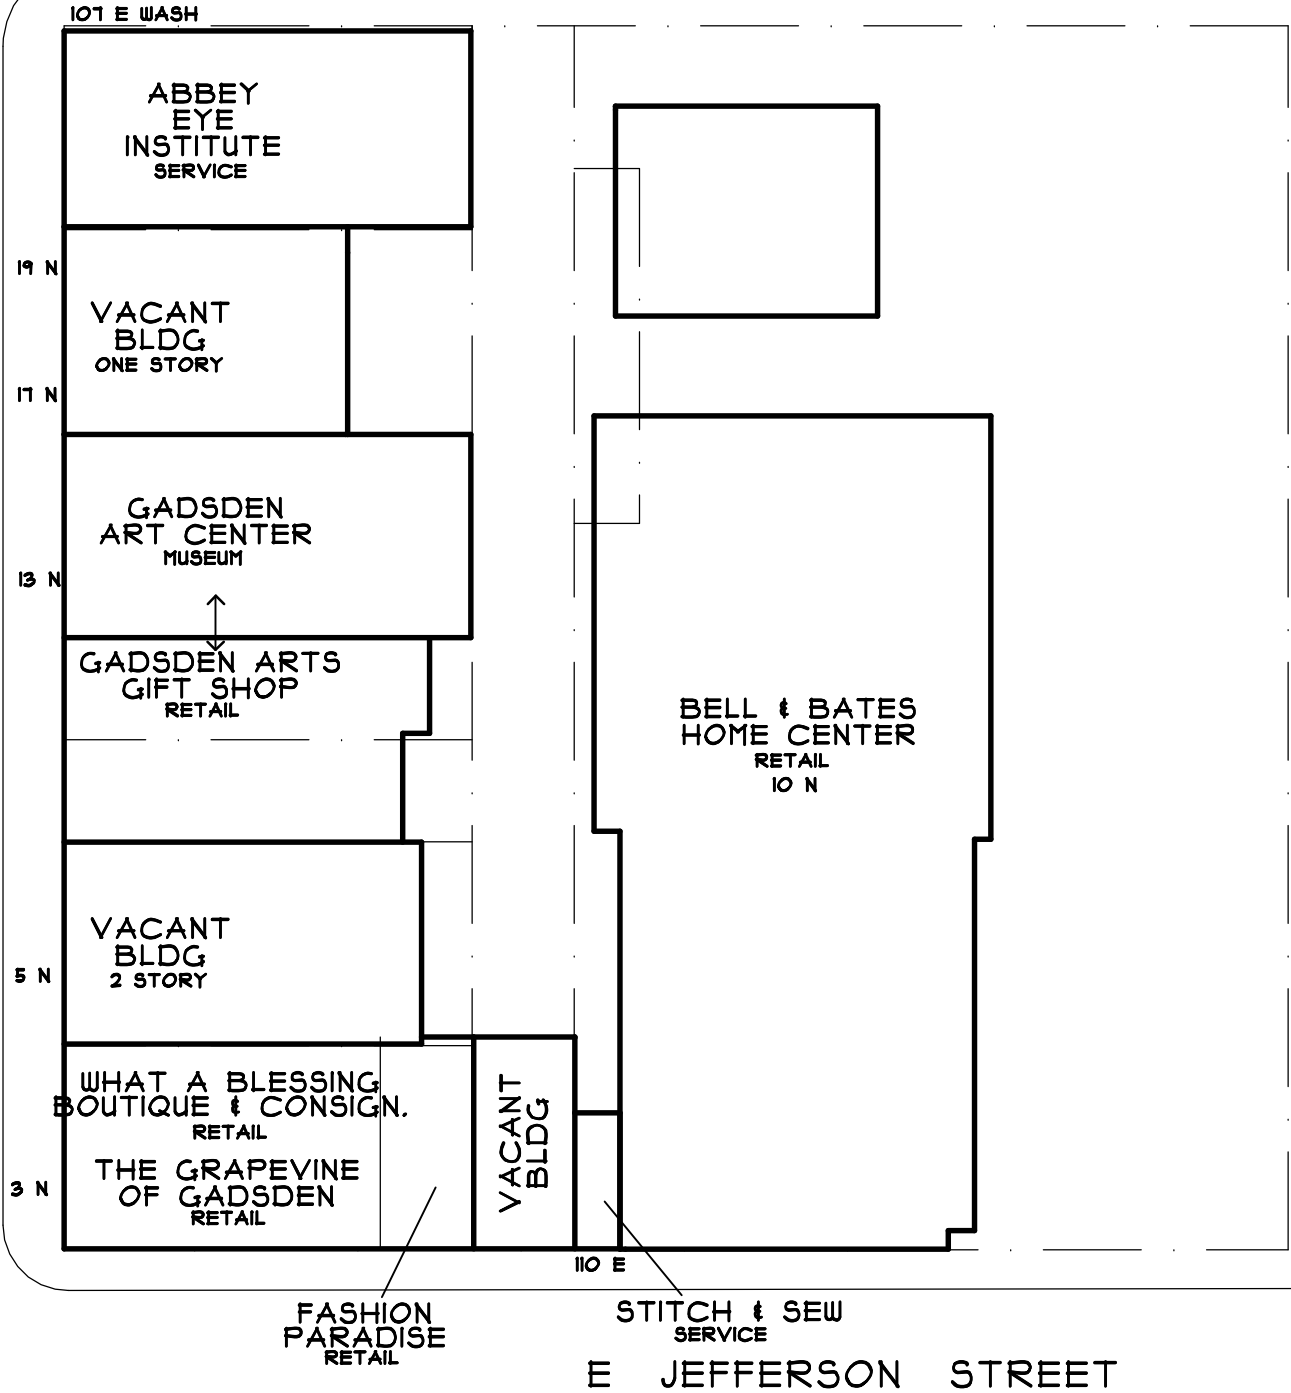 107 E WASH
ABBEY
EYE
INSTITUTE
SERVICE
19 N
VACANT
BLDG
ONE STORY
17 N
GADSDEN
ART CENTER
MUSEUM
13 N
GADSDEN ARTS
GIFT SHOP
RETAIL
BELL & BATES
HOME CENTER
RETAIL
10 N
VACANT
BLDG
2 STORY
5 N
WHAT A BLESSING
BOUTIQUE & CONSIGN.
RETAIL
THE GRAPEVINE
OF GADSDEN
RETAIL
3 N
VACANT
BLDG
110 E
FASHION
PARADISE
RETAIL
STITCH & SEW
SERVICE
E JEFFERSON STREET